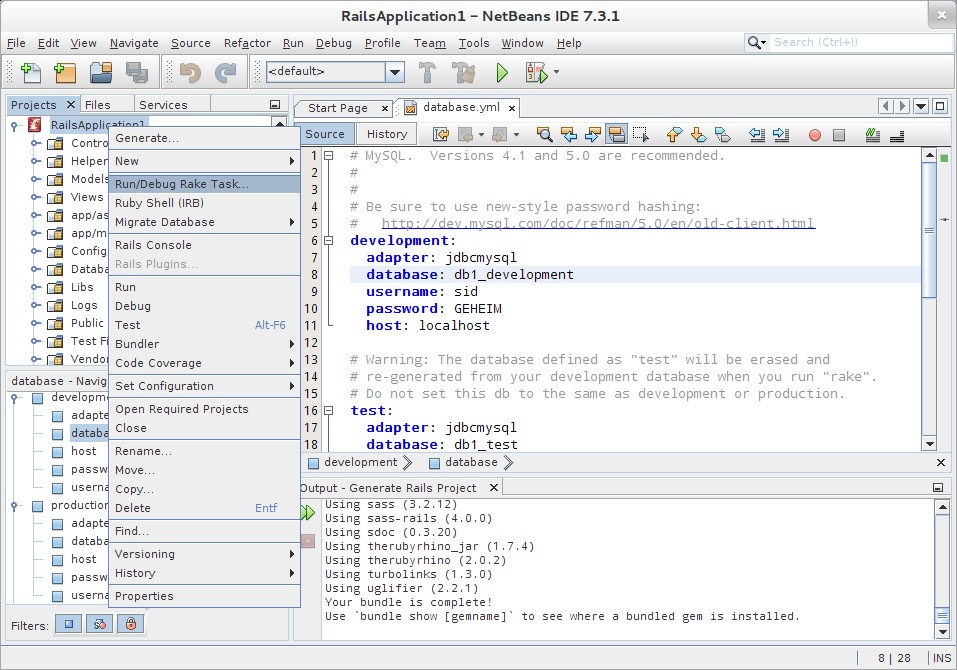 RailsApplication1 – NetBeans IDE 7.3.1
File Edit View Navigate Source Refactor Run Debug Profile Team Tools Window Help
Search (Ctrl+I)
<default>
Projects
Files
Services
RailsApplication1
Contro
Helper
Models
Views
app/as
app/m
Config
Databa
Libs
Logs
Public
Test Fi
Vendo
Generate...
New
Run/Debug Rake Task...
Ruby Shell (IRB)
Migrate Database
Rails Console
Rails Plugins...
Run
Debug
Test Alt-F6
Bundler
Code Coverage
Set Configuration
Open Required Projects
Close
Rename...
Move...
Copy...
Delete Entf
Find...
Versioning
History
Properties
database - Navig
developm
adapte
databa
host
passw
userna
production
adapte
databa
host
passw
userna
Filters:
Start Page
database.yml
Source
History
1 # MySQL. Versions 4.1 and 5.0 are recommended.
2 #
3 #
4 # Be sure to use new-style password hashing:
5 # http://dev.mysql.com/doc/refman/5.0/en/old-client.html
6 development:
7 adapter: jdbcmysql
8 database: db1_development
9 username: sid
10 password: GEHEIM
11 host: localhost
12
13 # Warning: The database defined as "test" will be erased and
14 # re-generated from your development database when you run "rake".
15 # Do not set this db to the same as development or production.
16 test:
17 adapter: jdbcmysql
18 database: db1_test
development
database
Output - Generate Rails Project
Using sass (3.2.12)
Using sass-rails (4.0.0)
Using sdoc (0.3.20)
Using therubyrhino_jar (1.7.4)
Using therubyrhino (2.0.2)
Using turbolinks (1.3.0)
Using uglifier (2.2.1)
Your bundle is complete!
Use `bundle show [gemname]` to see where a bundled gem is installed.
8 | 28
INS